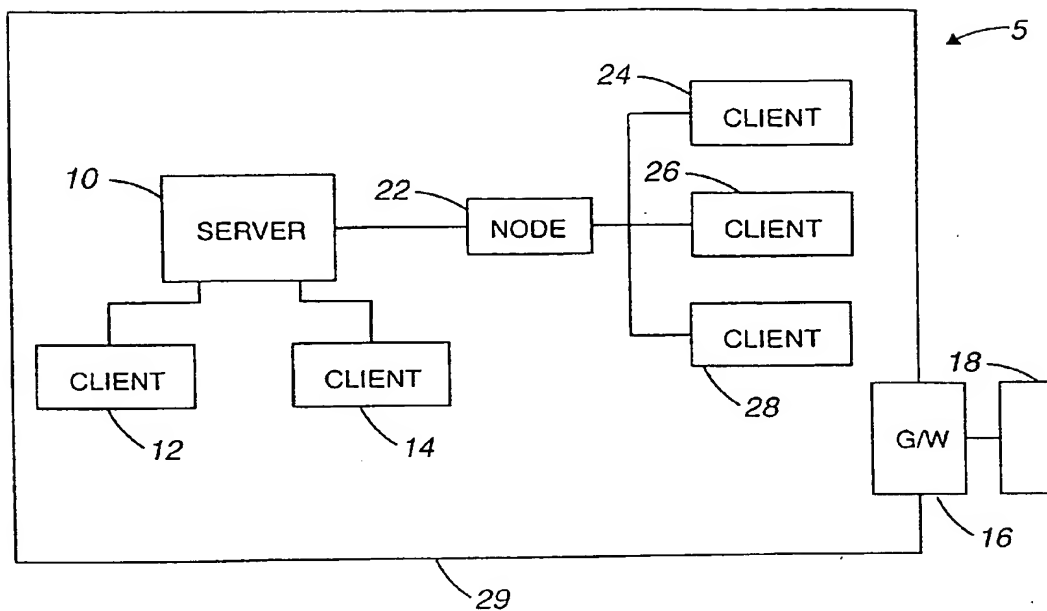 5
24
CLIENT
10
22
26
SERVER
NODE
CLIENT
CLIENT
CLIENT
CLIENT
18
28
12
14
G/W
16
29